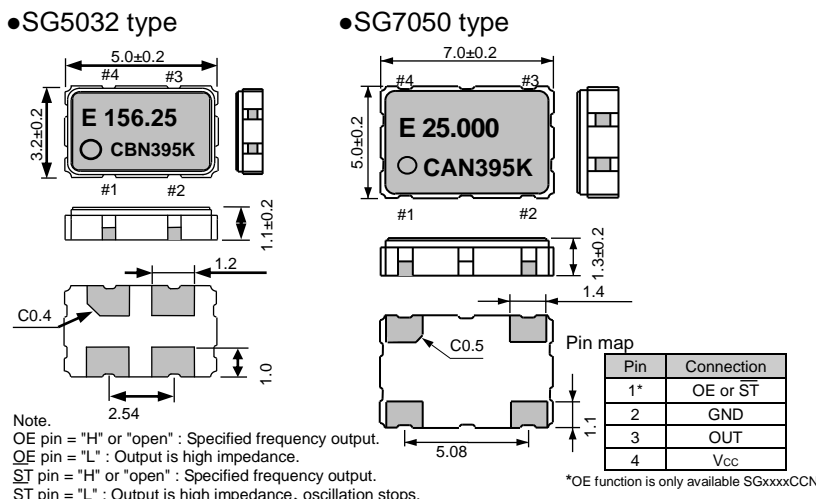 ●SG5032 type
5.0±0.2
#4 #3
3.2±0.2
E 156.25
CBN395K
#1 #2
1.1±0.2
1.2
C0.4
1.0
2.54
●SG7050 type
7.0±0.2
#4 #3
5.0±0.2
E 25.000
CAN395K
#1 #2
1.3±0.2
1.4
C0.5
1.1
5.08
Pin map
Pin Connection
1* OE or S̅T̅
2 GND
3 OUT
4 Vcc
*OE function is only available SGxxxxCCN
Note.
OE pin = "H" or "open" : Specified frequency output.
OE pin = "L" : Output is high impedance.
S̅T̅ pin = "H" or "open" : Specified frequency output.
S̅T̅ pin = "L" : Output is high impedance, oscillation stops.